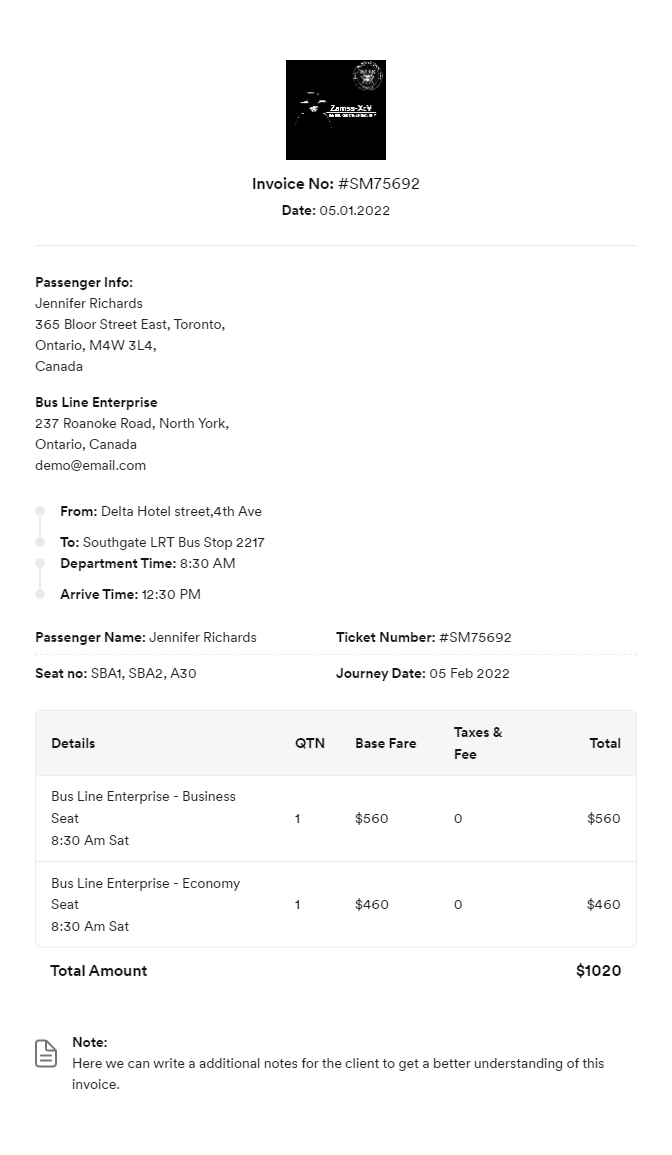 Zamss-XcV
Invoice No: #SM75692
Date: 05.01.2022
Passenger Info:
Jennifer Richards
365 Bloor Street East, Toronto,
Ontario, M4W 3L4,
Canada
Bus Line Enterprise
237 Roanoke Road, North York,
Ontario, Canada
demo@email.com
From: Delta Hotel street,4th Ave
To: Southgate LRT Bus Stop 2217
Department Time: 8:30 AM
Arrive Time: 12:30 PM
Passenger Name: Jennifer Richards Ticket Number: #SM75692
Seat no: SBA1, SBA2, A30 Journey Date: 05 Feb 2022
Details QTN Base Fare Taxes & Fee Total
Bus Line Enterprise - Business
Seat 1 $560 0 $560
8:30 Am Sat
Bus Line Enterprise - Economy
Seat 1 $460 0 $460
8:30 Am Sat
Total Amount $1020
Note:
Here we can write a additional notes for the client to get a better understanding of this
invoice.